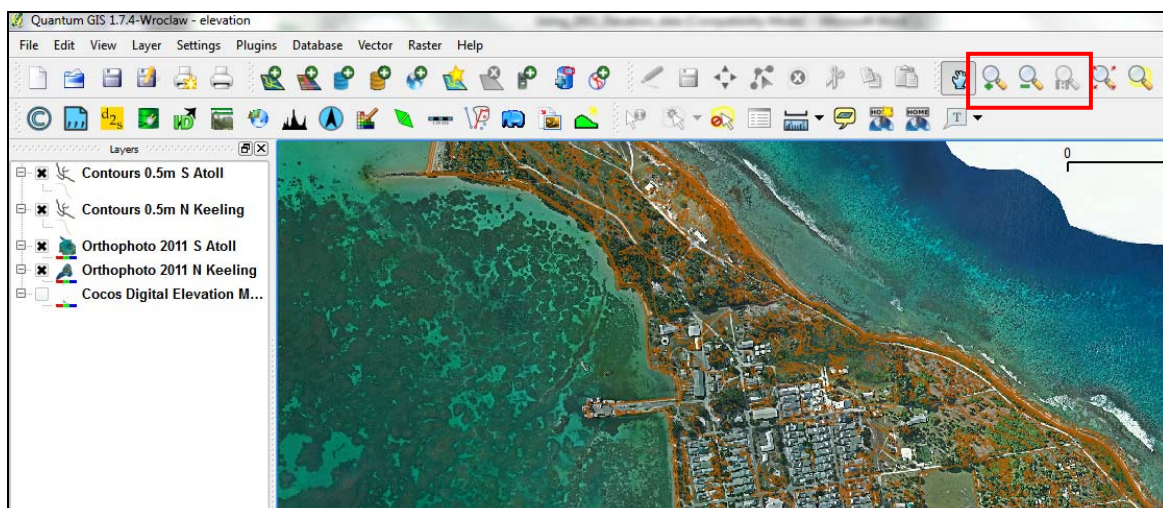 Quantum GIS 1.7.4-Wroclaw - elevation
File Edit View Layer Settings Plugins Database Vector Raster Help
Layers
0
Contours 0.5m S Atoll
Contours 0.5m N Keeling
Orthophoto 2011 S Atoll
Orthophoto 2011 N Keeling
Cocos Digital Elevation M...